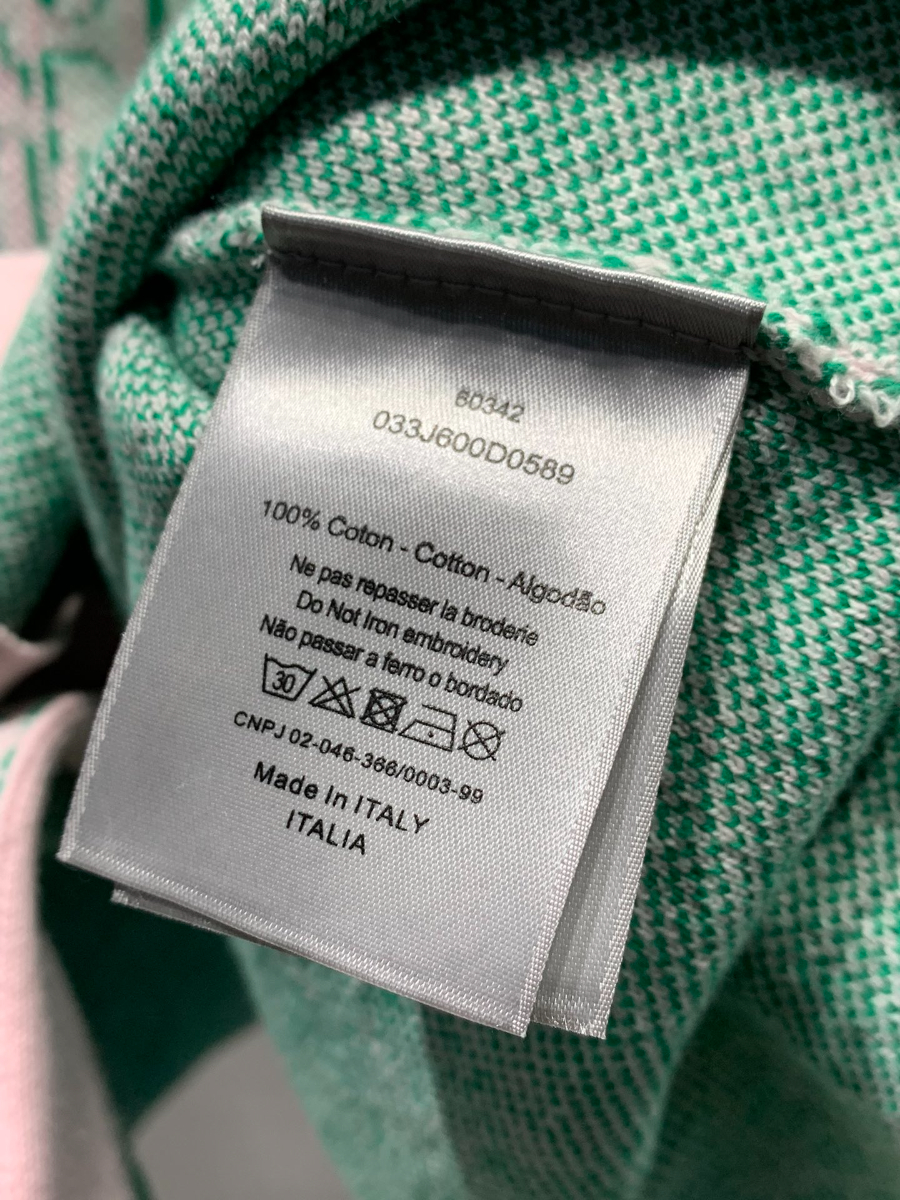 60342
033J600D0589
100% Coton - Cotton - Algodão
Ne pas repasser la broderie
Do Not Iron embroidery
Não passar a ferro o bordado
30
CNPJ 02-046-366/0003-99
Made In ITALY
ITALIA